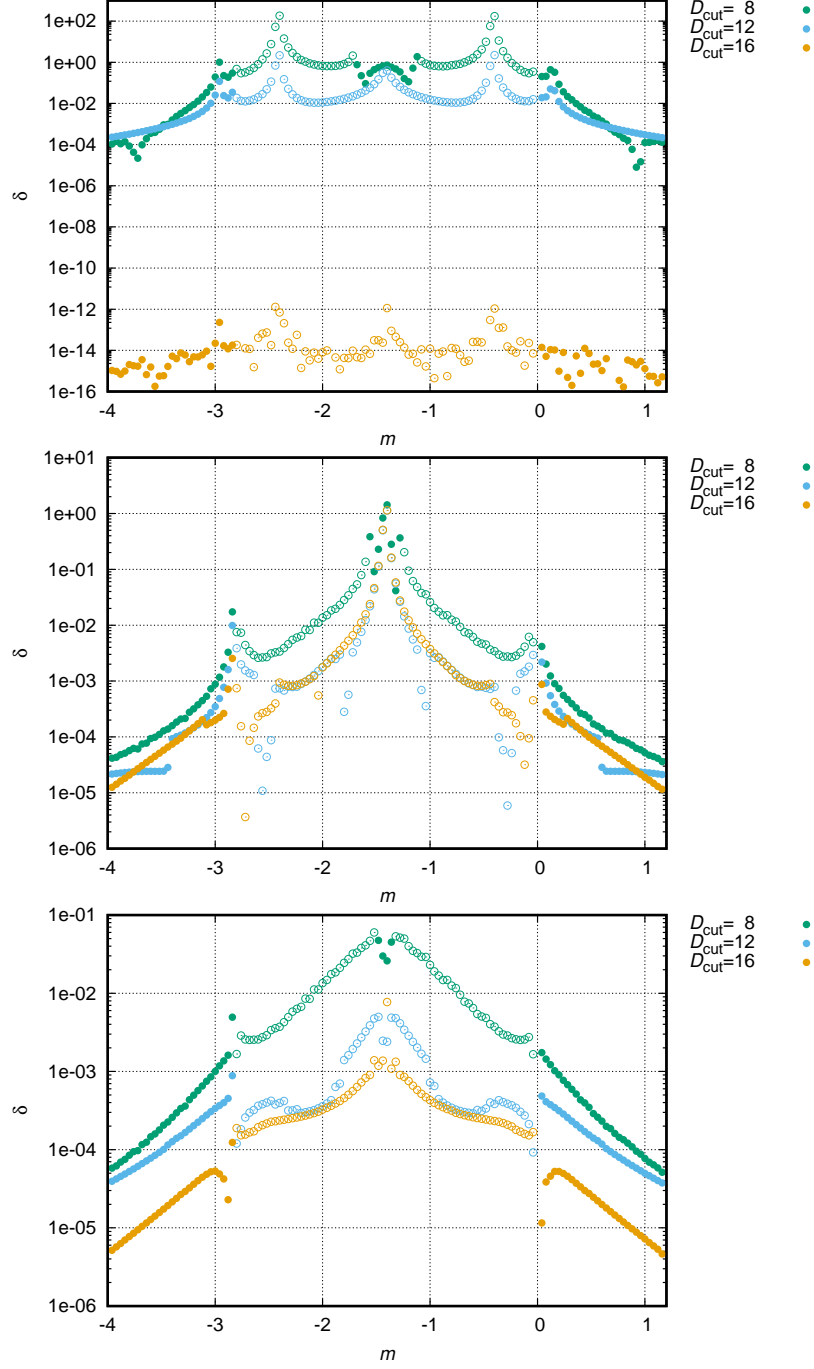 D_cut= 8
D_cut=12
D_cut=16
1e+02
1e+00
1e-02
1e-04
1e-06
1e-08
1e-10
1e-12
1e-14
1e-16
δ
-4 -3 -2 -1 0 1
m
D_cut= 8
D_cut=12
D_cut=16
1e+01
1e+00
1e-01
1e-02
1e-03
1e-04
1e-05
1e-06
δ
-4 -3 -2 -1 0 1
m
D_cut= 8
D_cut=12
D_cut=16
1e-01
1e-02
1e-03
1e-04
1e-05
1e-06
δ
-4 -3 -2 -1 0 1
m